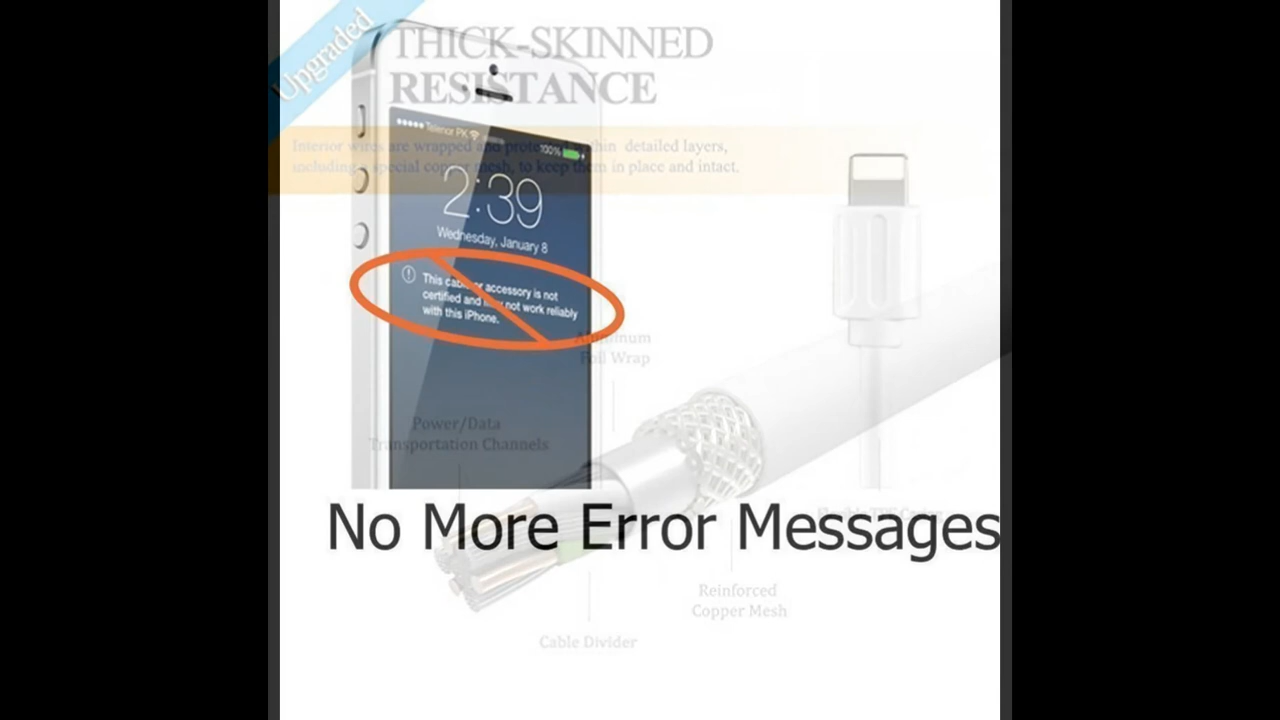 Upgraded
THICK-SKINNED
RESISTANCE
Interior wires are wrapped and protected within detailed layers,
including a special copper mesh, to keep them in place and intact.
Telenor PK
100%
2:39
Wednesday, January 8
This cable or accessory is not
certified and may not work reliably
with this iPhone.
Aluminum
Foil Wrap
Power/Data
Transportation Channels
No More Error Messages
Reinforced
Copper Mesh
Cable Divider